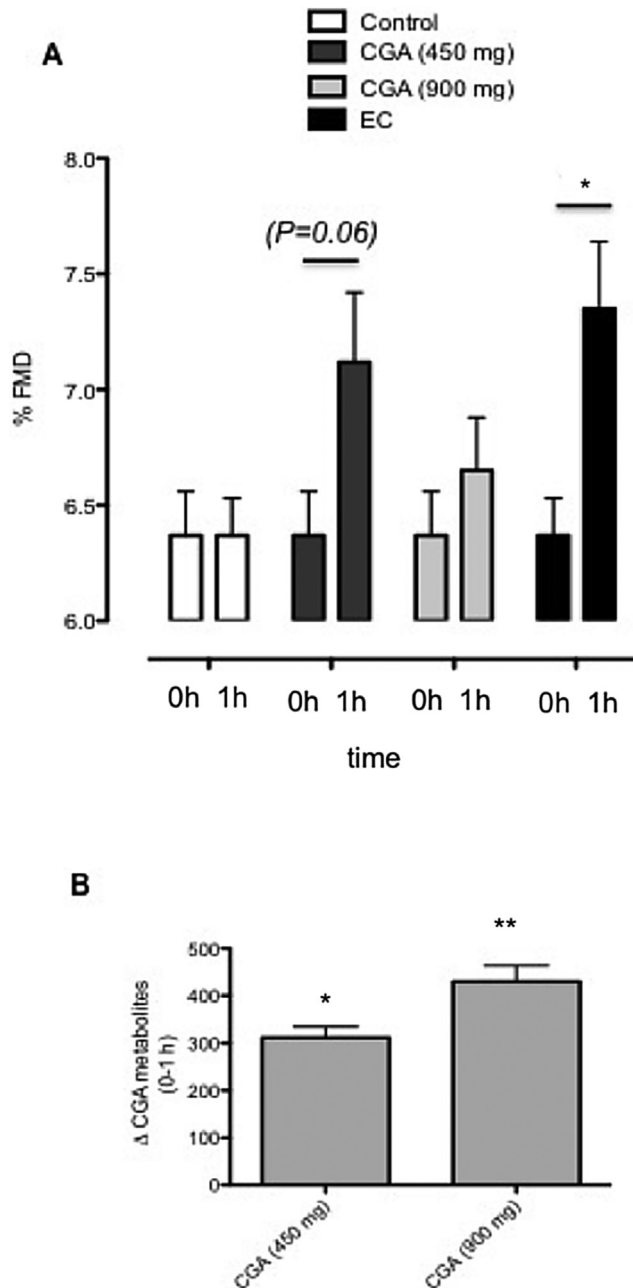 A
Control
CGA (450 mg)
CGA (900 mg)
EC
8.0
7.5
7.0
6.5
6.0
% FMD
(P=0.06)
*
0h 1h 0h 1h 0h 1h 0h 1h
time
B
500
400
300
200
100
0
Δ CGA metabolites
(0-1 h)
*
**
CGA (450 mg)
CGA (900 mg)